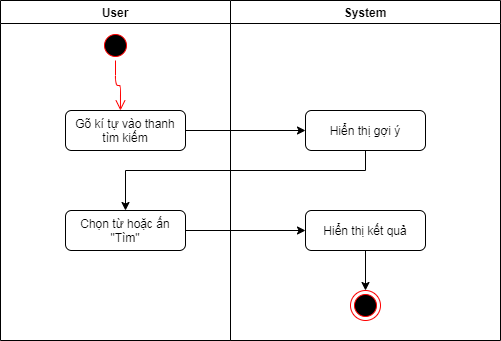 User
System
Gõ kí tự vào thanh
tìm kiếm
Hiển thị gợi ý
Chọn từ hoặc ấn
"Tìm"
Hiển thị kết quả